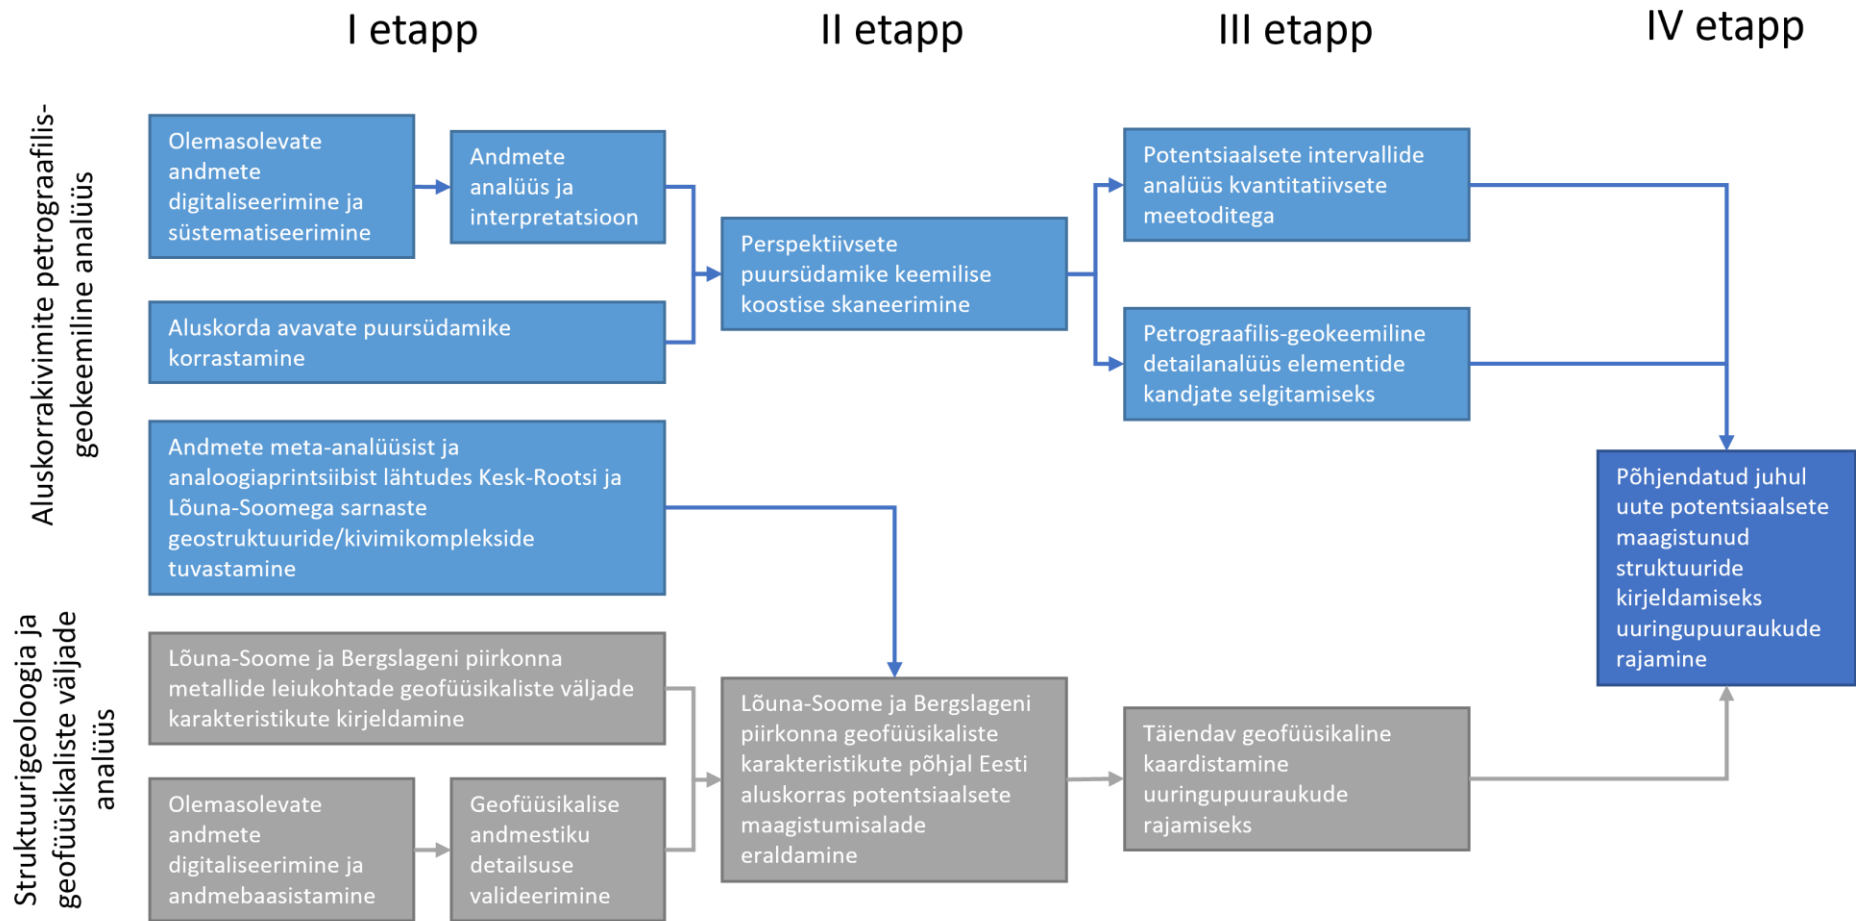 I etapp
II etapp
III etapp
IV etapp
Aluskorrakivimite petrograafilis-
geokeemiline analüüs
Olemasolevate
andmete
digitaliseerimine ja
süstematiseerimine
Andmete
analüüs ja
interpretatsioon
Aluskorda avavate puursüdamike
korrastamine
Andmete meta-analüüsist ja
analoogiaprintsiibist lähtudes Kesk-Rootsi ja
Lõuna-Soomega sarnaste
geostruktuuride/kivimikomplekside
tuvastamine
Perspektiivsete
puursüdamike keemilise
koostise skaneerimine
Potentsiaalsete intervallide
analüüs kvantitatiivsete
meetoditega
Petrograafilis-geokeemiline
detailanalüüs elementide
kandjate selgitamiseks
Põhjendatud juhul
uute potentsiaalsete
maagistunud
struktuuride
kirjeldamiseks
uuringupuuraukude
rajamine
Struktuurigeoloogia ja
geofüüsikaliste väljade
analüüs
Lõuna-Soome ja Bergslageni piirkonna
metallide leiukohtade geofüüsikaliste väljade
karakteristikute kirjeldamine
Olemasolevate
andmete
digitaliseerimine ja
andmebaasistamine
Geofüüsikalise
andmestiku
detailsuse
valideerimine
Lõuna-Soome ja Bergslageni
piirkonna geofüüsikaliste
karakteristikute põhjal Eesti
aluskorras potentsiaalsete
maagistumisalade
eraldamine
Täiendav geofüüsikaline
kaardistamine
uuringupuuraukude
rajamiseks